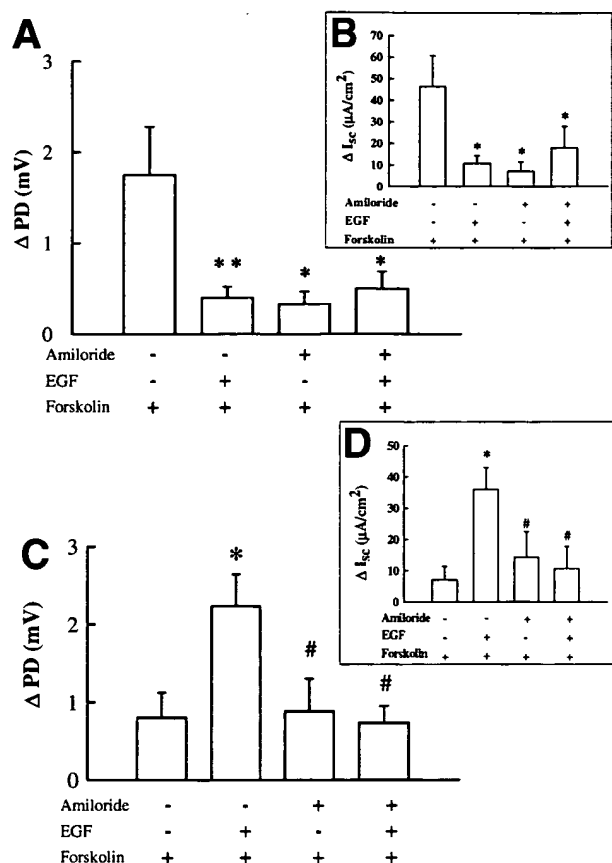 A
3
2
1
0
Δ PD (mV)
** * *
Amiloride - - + +
EGF - + - +
Forskolin + + + +
B
70
60
50
40
30
20
10
0
Δ Isc (μA/cm²)
* * *
Amiloride - - + +
EGF - + - +
Forskolin + + + +
C
3
2
1
0
Δ PD (mV)
* # #
Amiloride - - + +
EGF - + - +
Forskolin + + + +
D
50
40
30
20
10
0
Δ Isc (μA/cm²)
* # #
Amiloride - - + +
EGF - + - +
Forskolin + + + +